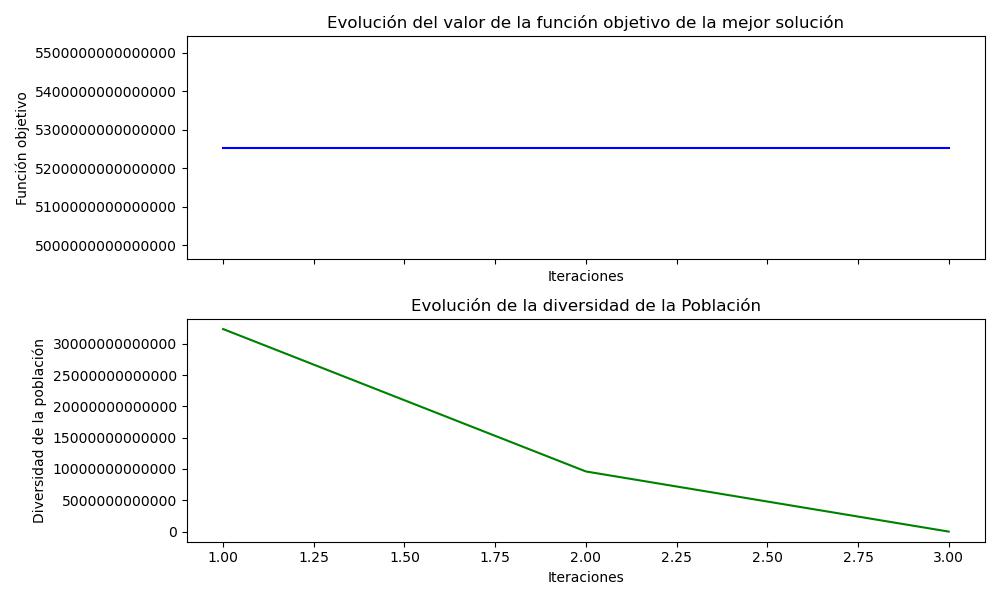 Evolución del valor de la función objetivo de la mejor solución
Función objetivo
5500000000000000
5400000000000000
5300000000000000
5200000000000000
5100000000000000
5000000000000000
Iteraciones
Evolución de la diversidad de la Población
Diversidad de la población
30000000000000
25000000000000
20000000000000
15000000000000
10000000000000
5000000000000
0
1.00 1.25 1.50 1.75 2.00 2.25 2.50 2.75 3.00
Iteraciones